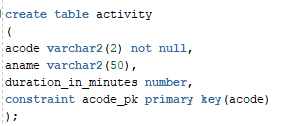 create table activity
(
acode varchar2(2) not null,
aname varchar2(50),
duration_in_minutes number,
constraint acode_pk primary key(acode)
);